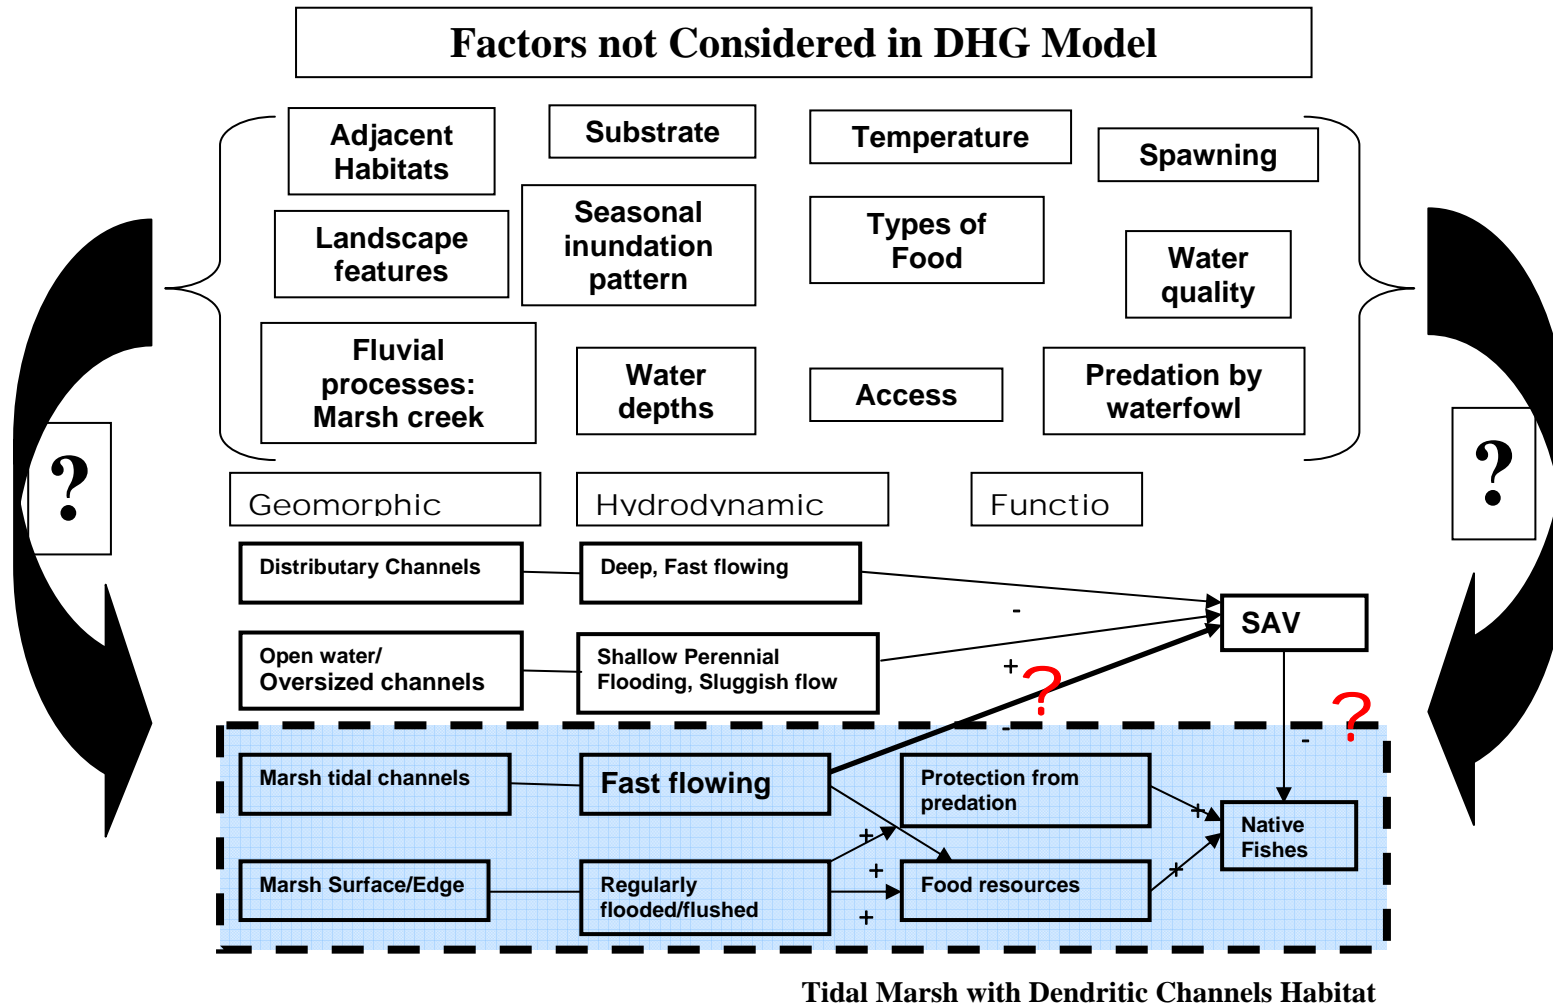 Factors not Considered in DHG Model
Adjacent
Habitats
Substrate
Temperature
Spawning
Landscape
features
Seasonal
inundation
pattern
Types of
Food
Water
quality
Fluvial
processes:
Marsh creek
Water
depths
Access
Predation by
waterfowl
?
?
Geomorphic
Hydrodynamic
Functio
Distributary Channels
Deep, Fast flowing
-
SAV
Open water/
Oversized channels
Shallow Perennial
Flooding, Sluggish flow
+
?
?
-
-
Marsh tidal channels
Fast flowing
Protection from
predation
+
Native
Fishes
+
Marsh Surface/Edge
Regularly
flooded/flushed
+
+
Food resources
+
Tidal Marsh with Dendritic Channels Habitat